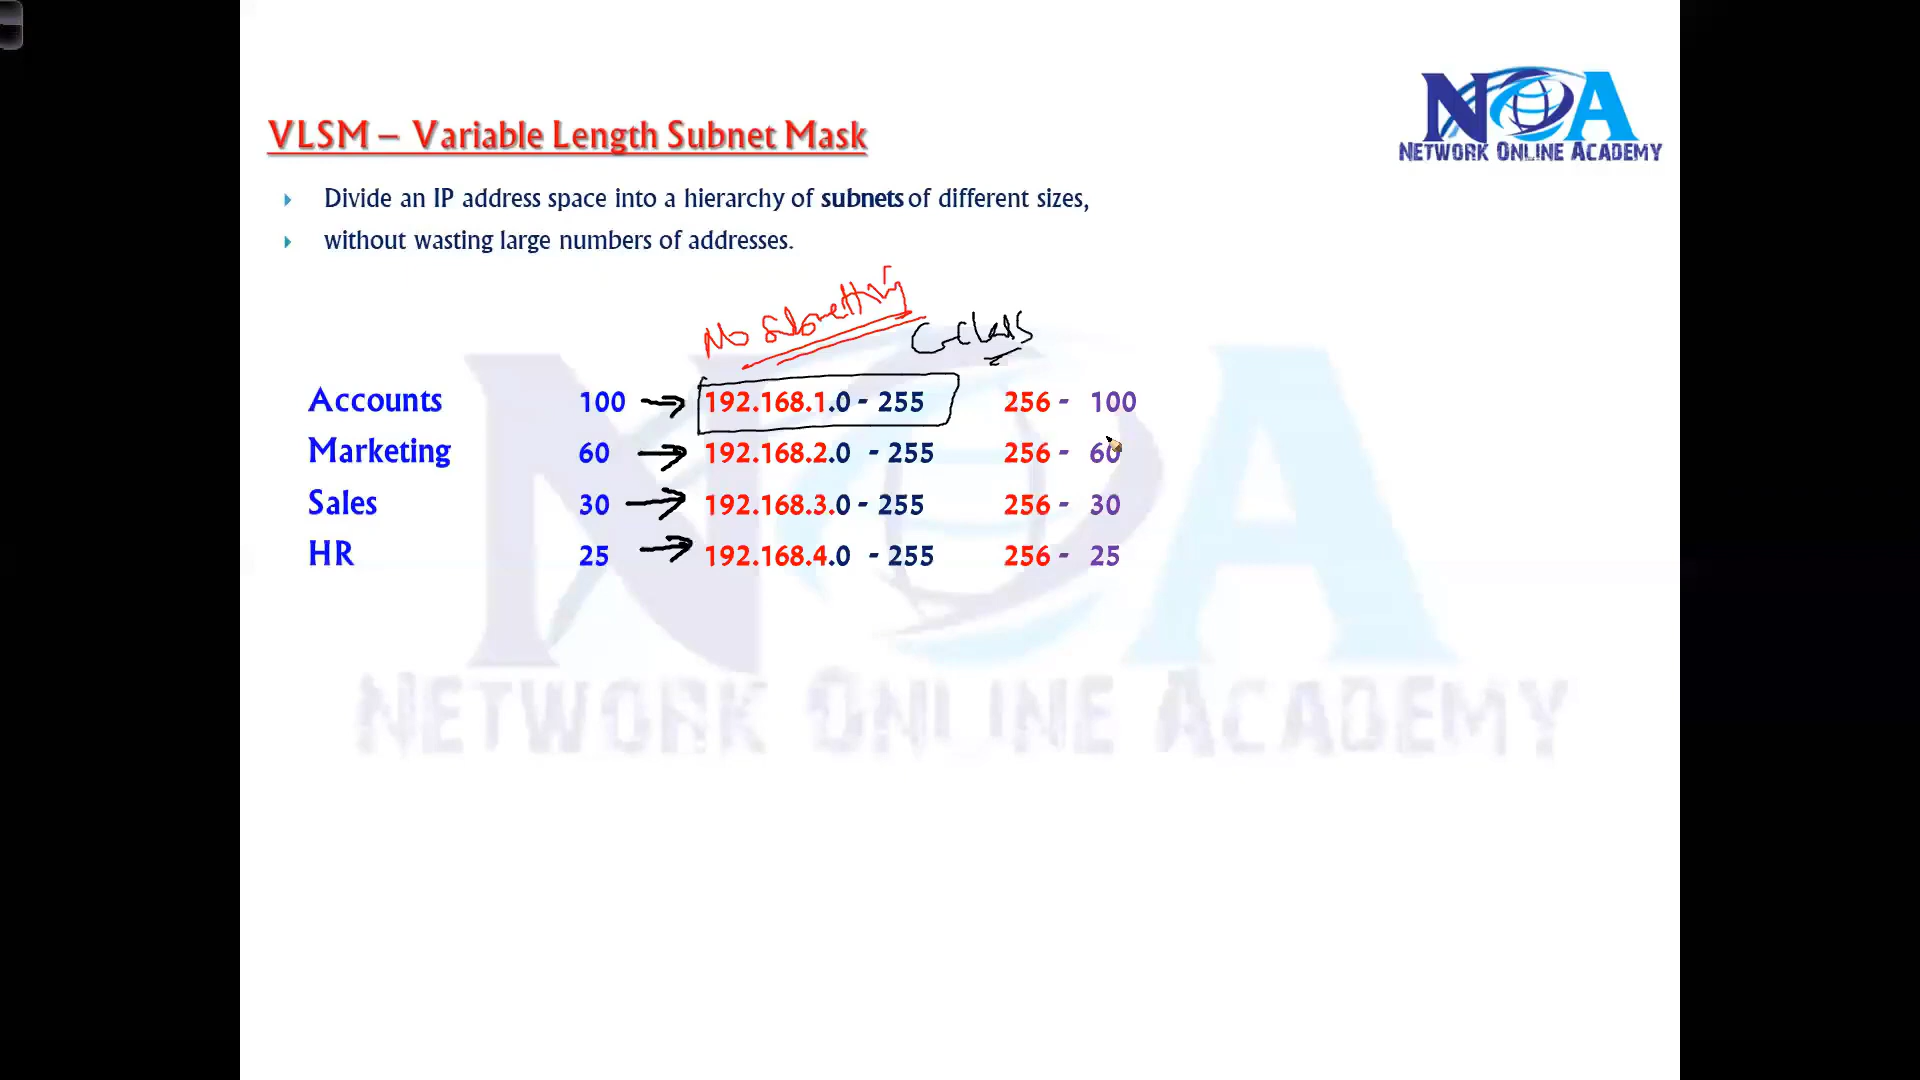 NOA
NETWORK ONLINE ACADEMY
VLSM – Variable Length Subnet Mask
Divide an IP address space into a hierarchy of subnets of different sizes,
without wasting large numbers of addresses.
No Subnetting
C-class
Accounts 100 → 192.168.1.0 - 255 256 - 100
Marketing 60 → 192.168.2.0 - 255 256 - 60
Sales 30 → 192.168.3.0 - 255 256 - 30
HR 25 → 192.168.4.0 - 255 256 - 25
NOA
NETWORK ONLINE ACADEMY